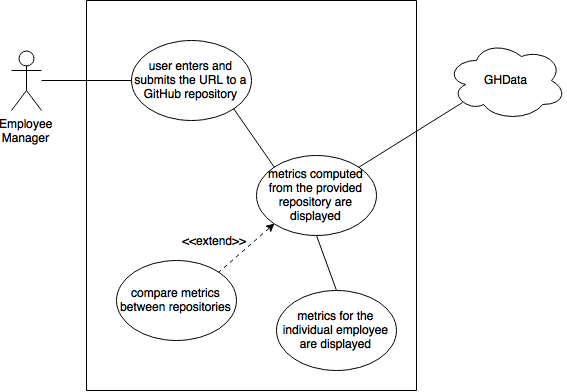 user enters and
submits the URL to a
GitHub repository
Employee
Manager
GHData
metrics computed
from the provided
repository are
displayed
<<extend>>
compare metrics
between repositories
metrics for the
individual employee
are displayed